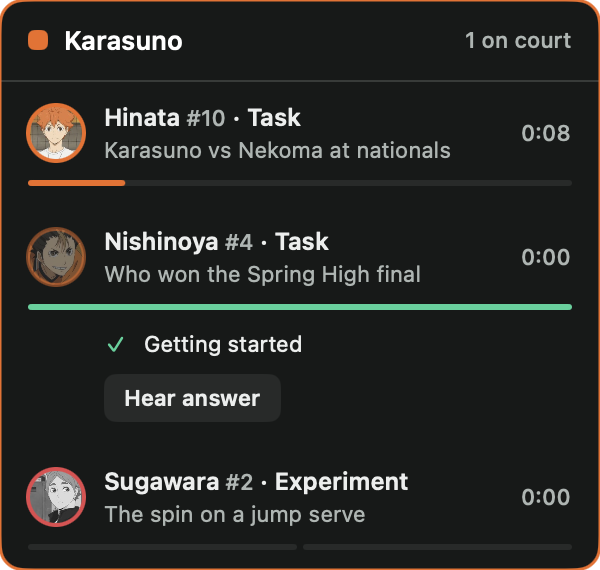 Karasuno
1 on court
Hinata #10 · Task
0:08
Karasuno vs Nekoma at nationals
Nishinoya #4 · Task
0:00
Who won the Spring High final
Getting started
Hear answer
Sugawara #2 · Experiment
0:00
The spin on a jump serve